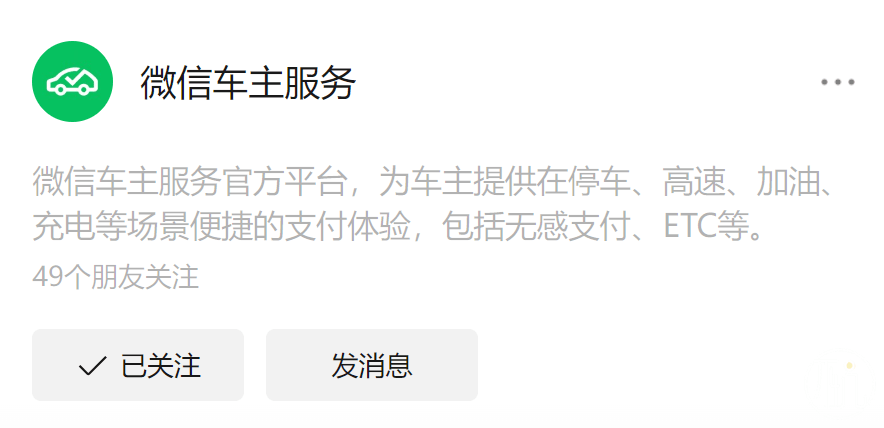 微信车主服务
微信车主服务官方平台，为车主提供在停车、高速、加油、
充电等场景便捷的支付体验，包括无感支付、ETC等。
49个朋友关注
已关注
发消息